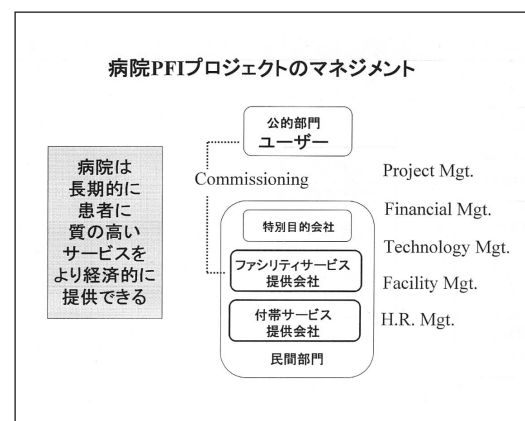 病院PFIプロジェクトのマネジメント
病院は
長期的に
患者に
質の高い
サービスを
より経済的に
提供できる
公的部門
ユーザー
Commissioning
特別目的会社
ファシリティサービス
提供会社
付帯サービス
提供会社
民間部門
Project Mgt.
Financial Mgt.
Technology Mgt.
Facility Mgt.
H.R. Mgt.